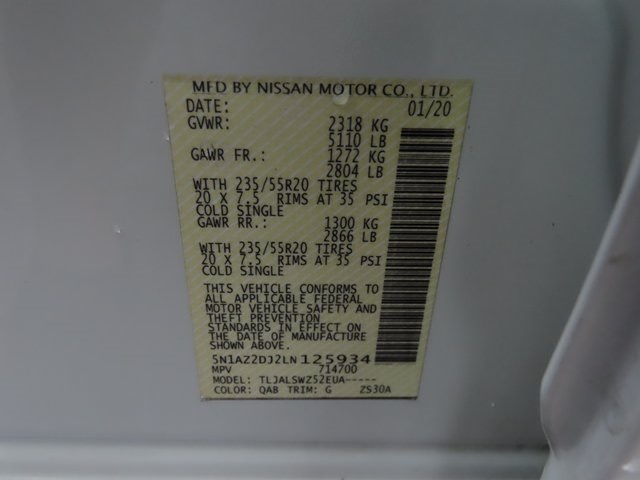 MFD BY NISSAN MOTOR CO., LTD.
DATE: 01/20
GVWR: 2318 KG
5110 LB
GAWR FR.: 1272 KG
2804 LB
WITH 235/55R20 TIRES
20 X 7.5 RIMS AT 35 PSI
COLD SINGLE
GAWR RR.: 1300 KG
2866 LB
WITH 235/55R20 TIRES
20 X 7.5 RIMS AT 35 PSI
COLD SINGLE
THIS VEHICLE CONFORMS TO
ALL APPLICABLE FEDERAL
MOTOR VEHICLE SAFETY AND
THEFT PREVENTION
STANDARDS IN EFFECT ON
THE DATE OF MANUFACTURE
SHOWN ABOVE.
5N1AZ2DJ2LN125934
MPV 714700
MODEL: TLJALSWZ52EUA-----
COLOR: QAB TRIM: G ZS30A